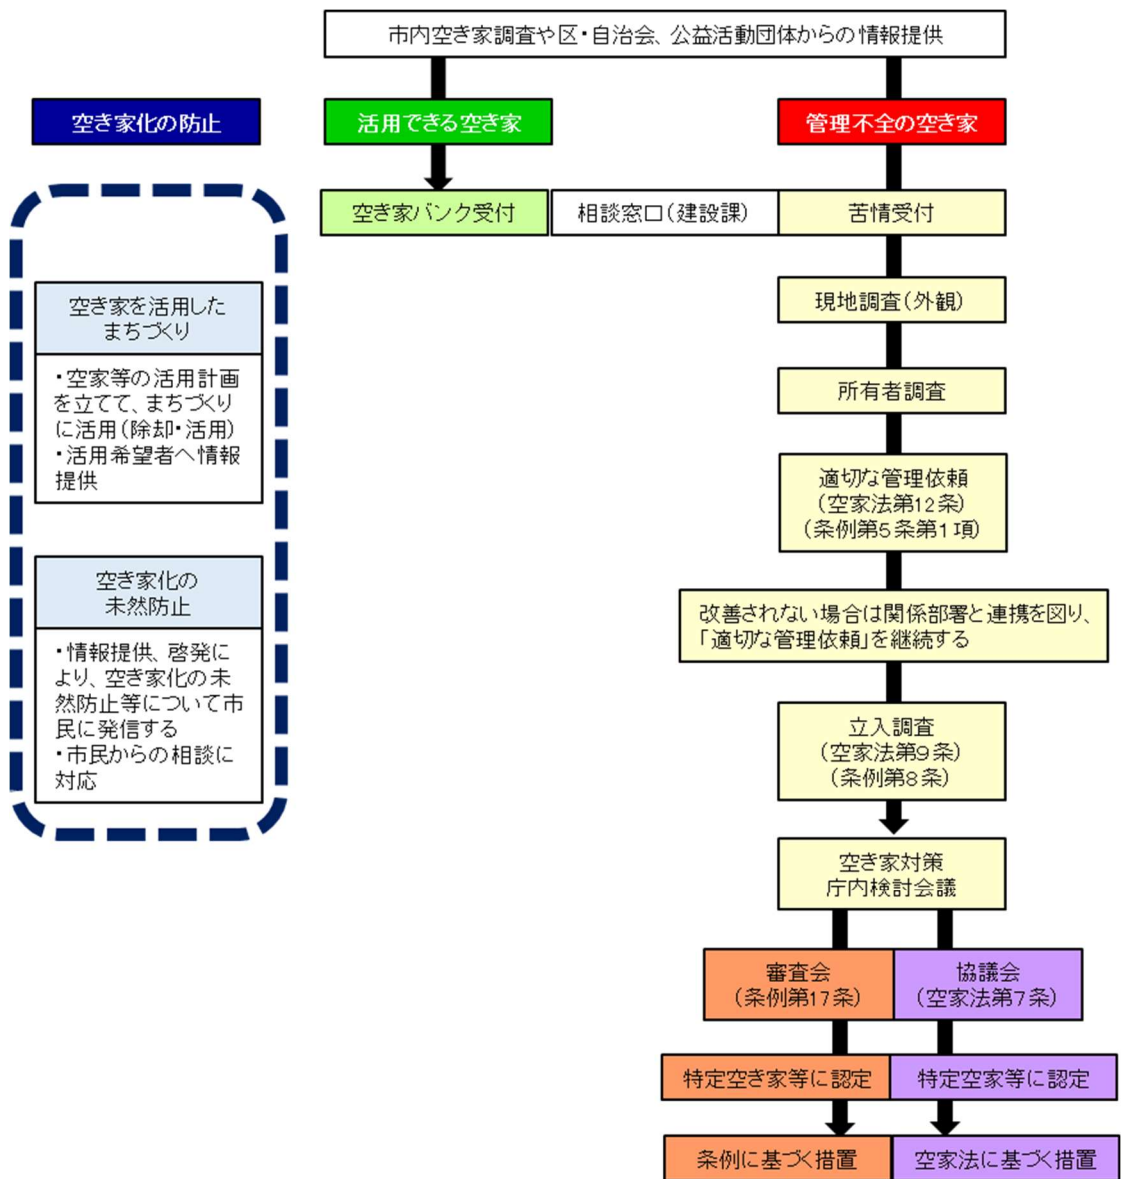 市内空き家調査や区・自治会、公益活動団体からの情報提供
空き家化の防止
活用できる空き家
管理不全の空き家
空き家バンク受付
相談窓口(建設課)
苦情受付
空き家を活用した
まちづくり
・空家等の活用計画
を立てて、まちづくり
に活用(除却・活用)
・活用希望者へ情報
提供
空き家化の
未然防止
・情報提供、啓発によ
り、空き家化の未
然防止等について市
民に発信する
・市民からの相談に
対応
現地調査(外観)
所有者調査
適切な管理依頼
(空家法第12条)
(条例第5条第1項)
改善されない場合は関係部署と連携を図り、
「適切な管理依頼」を継続する
立入調査
(空家法第9条)
(条例第8条)
空き家対策
庁内検討会議
審査会
(条例第17条)
協議会
(空家法第7条)
特定空き家等に認定
特定空家等に認定
条例に基づく措置
空家法に基づく措置